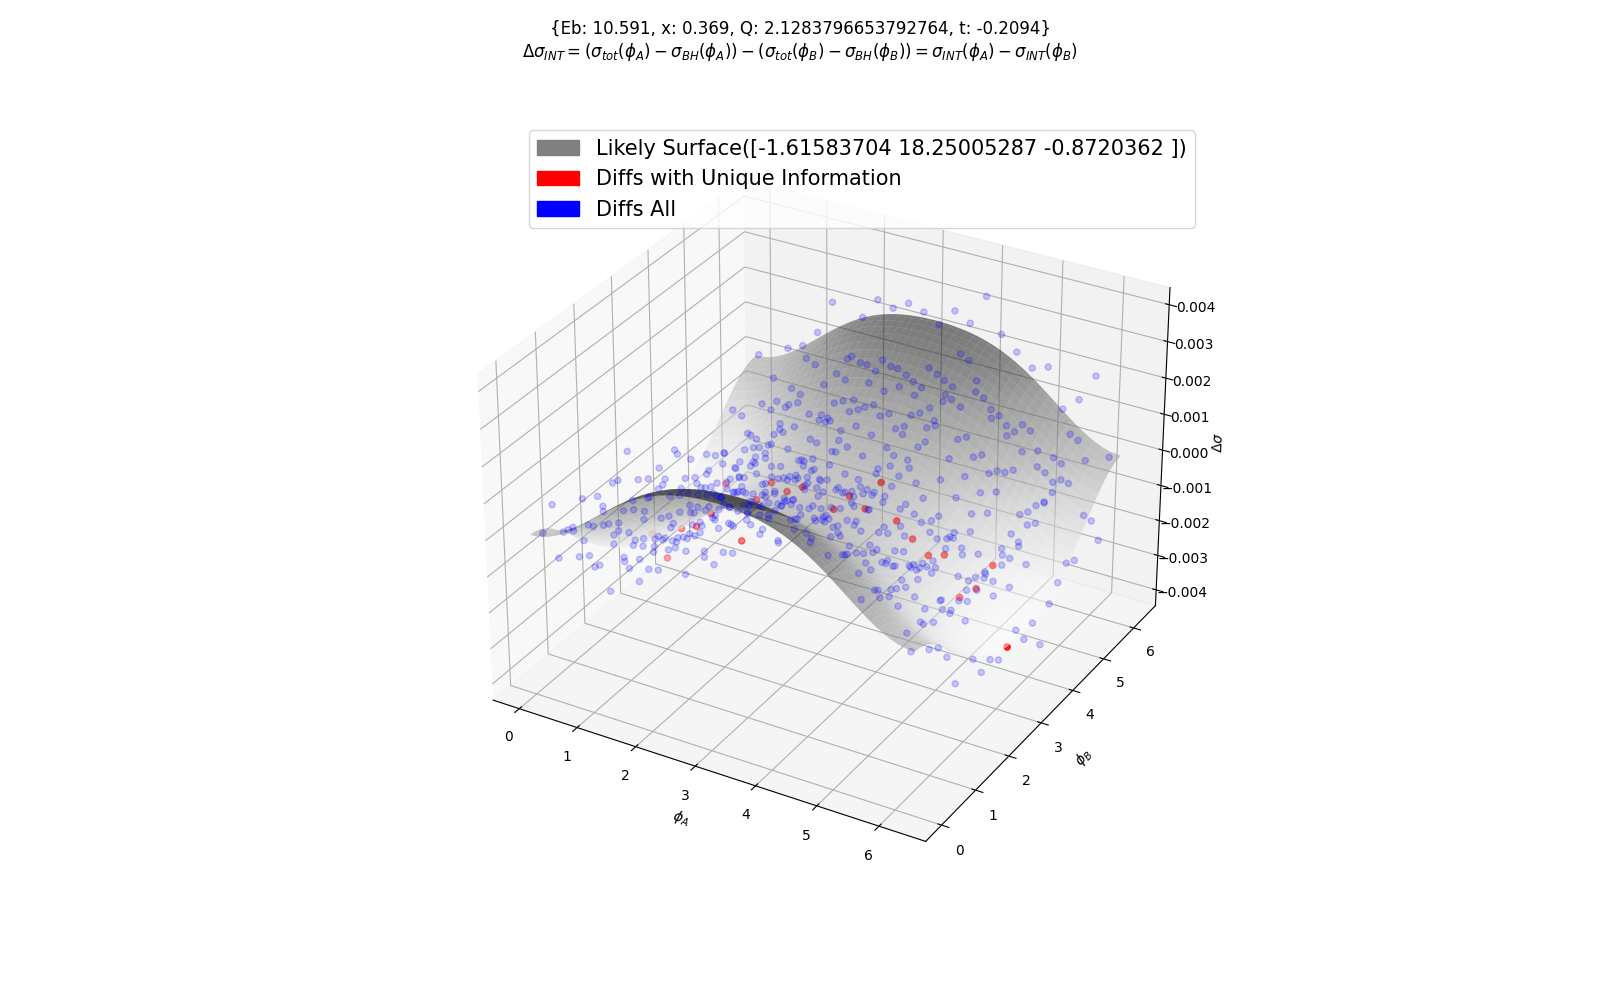 {Eb: 10.591, x: 0.369, Q: 2.1283796653792764, t: -0.2094}
Δσ_INT = (σ_tot(ϕ_A) − σ_BH(ϕ_A)) − (σ_tot(ϕ_B) − σ_BH(ϕ_B)) = σ_INT(ϕ_A) − σ_INT(ϕ_B)
Likely Surface([-1.61583704 18.25005287 -0.8720362 ])
Diffs with Unique Information
Diffs All
0.004
0.003
0.002
0.001
0.000
−0.001
−0.002
−0.003
−0.004
Δσ
0
1
2
3
4
5
6
ϕ_A
0
1
2
3
4
5
6
ϕ_B